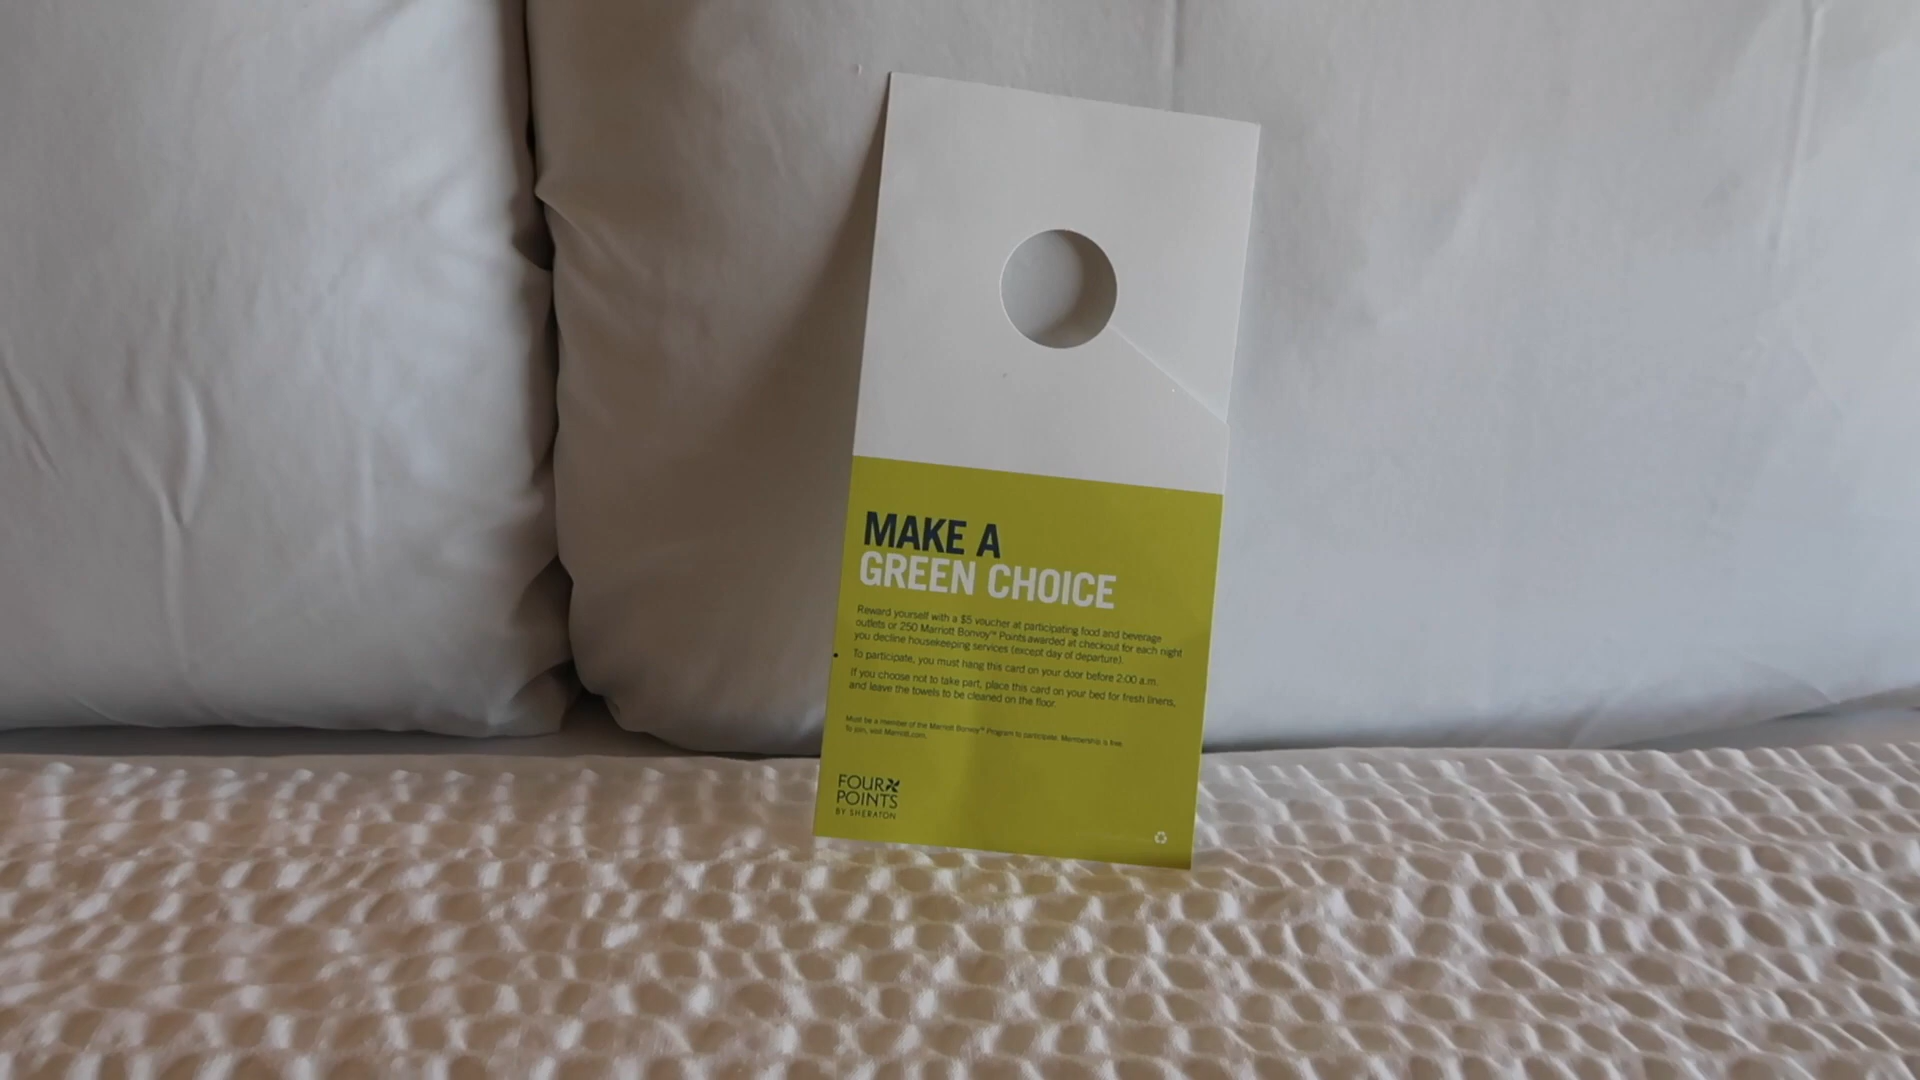 MAKE A
GREEN CHOICE
Reward yourself with a $5 voucher at participating food and beverage
outlets or 250 Marriott Bonvoy™ Points awarded at checkout for each night
you decline housekeeping services (except day of departure).
To participate, you must hang this card on your door before 2:00 a.m.
If you choose not to take part, place this card on your bed for fresh linens,
and leave the towels to be cleaned on the floor.
Must be a member of the Marriott Bonvoy™ Program to participate. Membership is free
To join, visit Marriott.com.
FOUR
POINTS
BY SHERATON